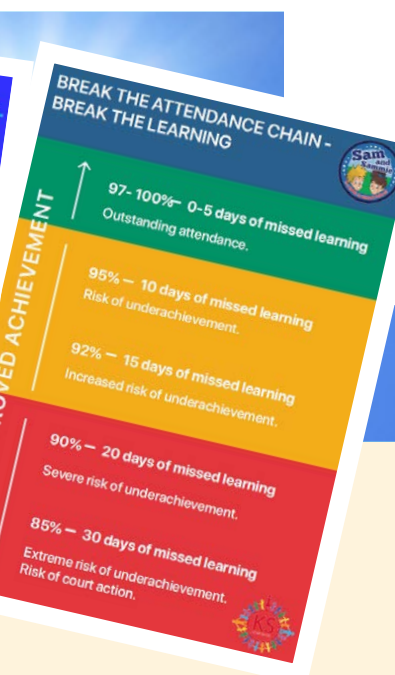 BREAK THE ATTENDANCE CHAIN -
BREAK THE LEARNING
Sam
and
Sammie
97- 100%— 0-5 days of missed learning
Outstanding attendance.
95% — 10 days of missed learning
Risk of underachievement.
92% — 15 days of missed learning
Increased risk of underachievement.
90%— 20 days of missed learning
Severe risk of underachievement.
85%— 30 days of missed learning
Extreme risk of underachievement.
Risk of court action.
ACHIEVEMENT
KS